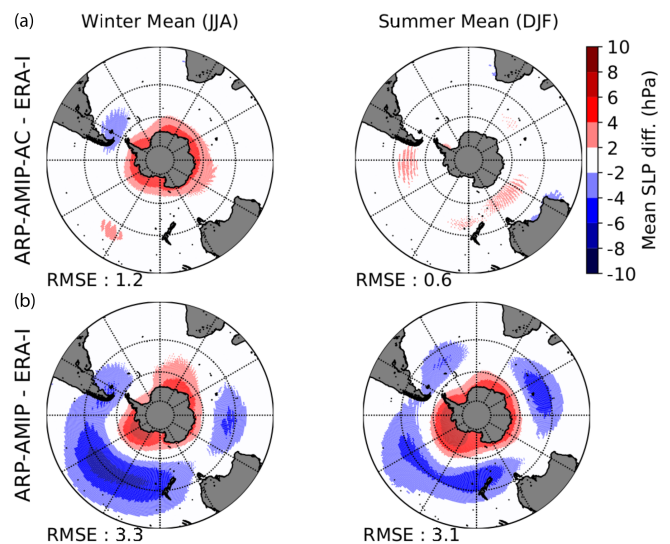 (a)
Winter Mean (JJA)
Summer Mean (DJF)
ARP-AMIP-AC - ERA-I
RMSE : 1.2
RMSE : 0.6
10
8
6
4
2
-2
-4
-6
-8
-10
Mean SLP diff. (hPa)
(b)
ARP-AMIP - ERA-I
RMSE : 3.3
RMSE : 3.1